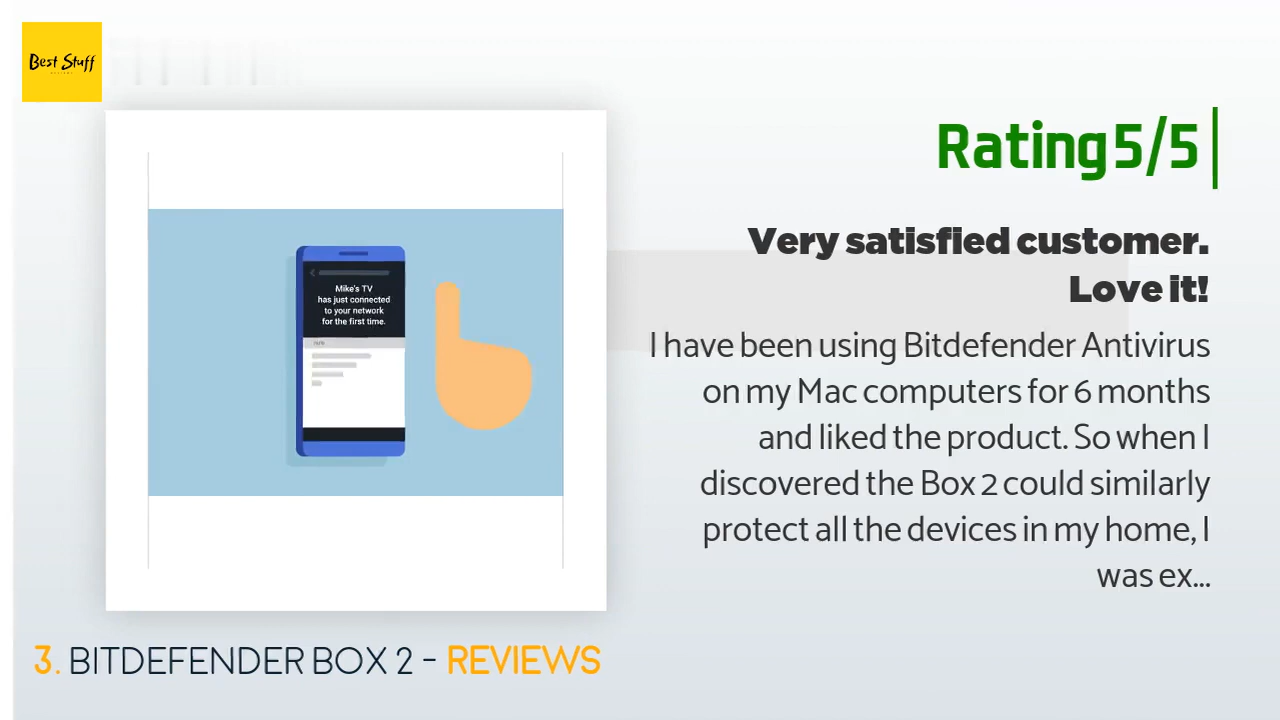 Best Stuff
Rating 5/5
Very satisfied customer.
Love it!
I have been using Bitdefender Antivirus
on my Mac computers for 6 months
and liked the product. So when I
discovered the Box 2 could similarly
protect all the devices in my home, I
was ex...
Mike's TV
has just connected
to your network
for the first time.
3. BITDEFENDER BOX 2 - REVIEWS